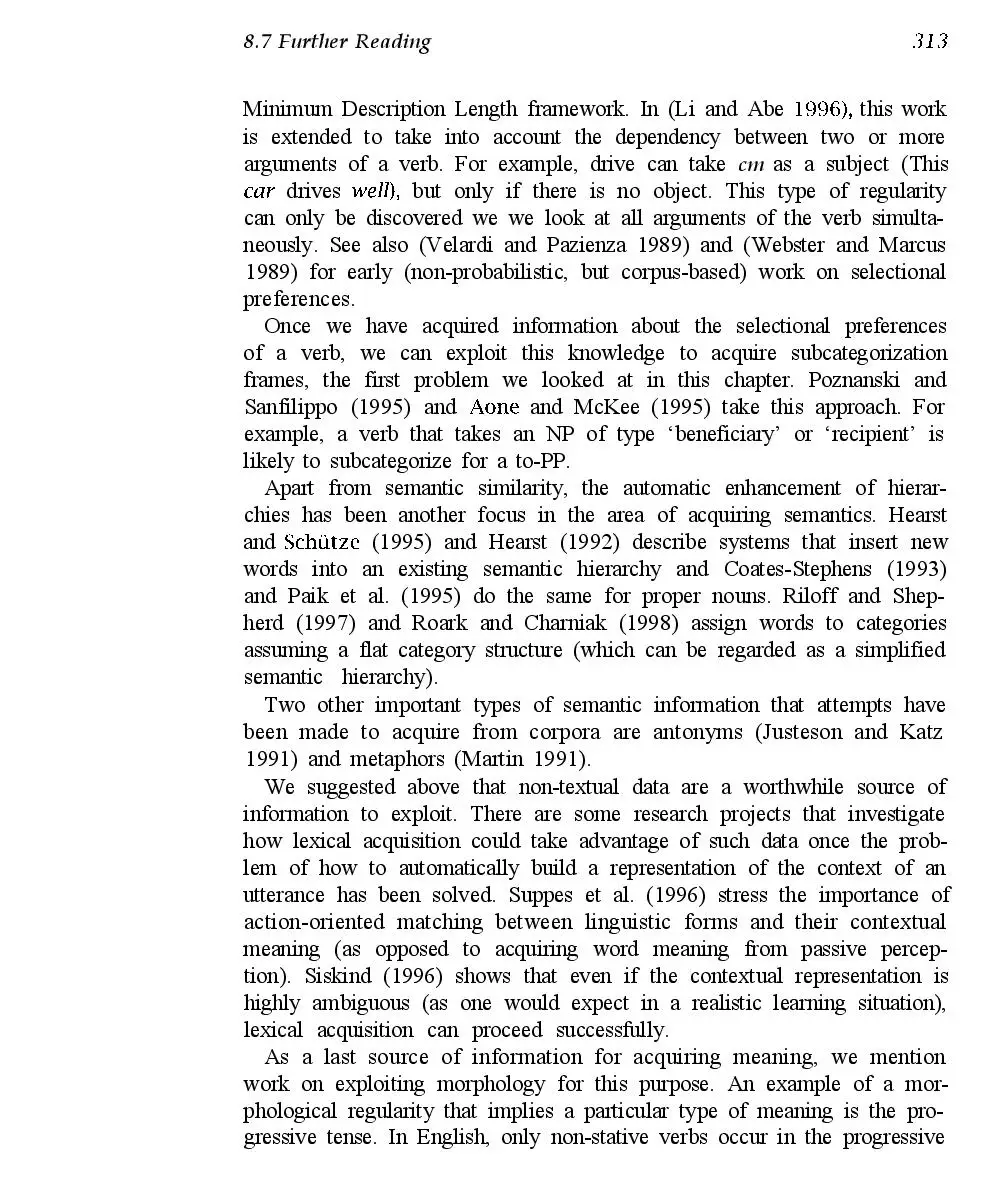 8.7 Further Reading 313
Minimum Description Length framework. In (Li and Abe 1996), this work
is extended to take into account the dependency between two or more
arguments of a verb. For example, drive can take cm as a subject (This
car drives well), but only if there is no object. This type of regularity
can only be discovered we we look at all arguments of the verb simulta-
neously. See also (Velardi and Pazienza 1989) and (Webster and Marcus
1989) for early (non-probabilistic, but corpus-based) work on selectional
preferences.
Once we have acquired information about the selectional preferences
of a verb, we can exploit this knowledge to acquire subcategorization
frames, the first problem we looked at in this chapter. Poznanski and
Sanfilippo (1995) and Aone and McKee (1995) take this approach. For
example, a verb that takes an NP of type ‘beneficiary’ or ‘recipient’ is
likely to subcategorize for a to-PP.
Apart from semantic similarity, the automatic enhancement of hierar-
chies has been another focus in the area of acquiring semantics. Hearst
and Schütze (1995) and Hearst (1992) describe systems that insert new
words into an existing semantic hierarchy and Coates-Stephens (1993)
and Paik et al. (1995) do the same for proper nouns. Riloff and Shep-
herd (1997) and Roark and Charniak (1998) assign words to categories
assuming a flat category structure (which can be regarded as a simplified
semantic hierarchy).
Two other important types of semantic information that attempts have
been made to acquire from corpora are antonyms (Justeson and Katz
1991) and metaphors (Martin 1991).
We suggested above that non-textual data are a worthwhile source of
information to exploit. There are some research projects that investigate
how lexical acquisition could take advantage of such data once the prob-
lem of how to automatically build a representation of the context of an
utterance has been solved. Suppes et al. (1996) stress the importance of
action-oriented matching between linguistic forms and their contextual
meaning (as opposed to acquiring word meaning from passive percep-
tion). Siskind (1996) shows that even if the contextual representation is
highly ambiguous (as one would expect in a realistic learning situation),
lexical acquisition can proceed successfully.
As a last source of information for acquiring meaning, we mention
work on exploiting morphology for this purpose. An example of a mor-
phological regularity that implies a particular type of meaning is the pro-
gressive tense. In English, only non-stative verbs occur in the progressive